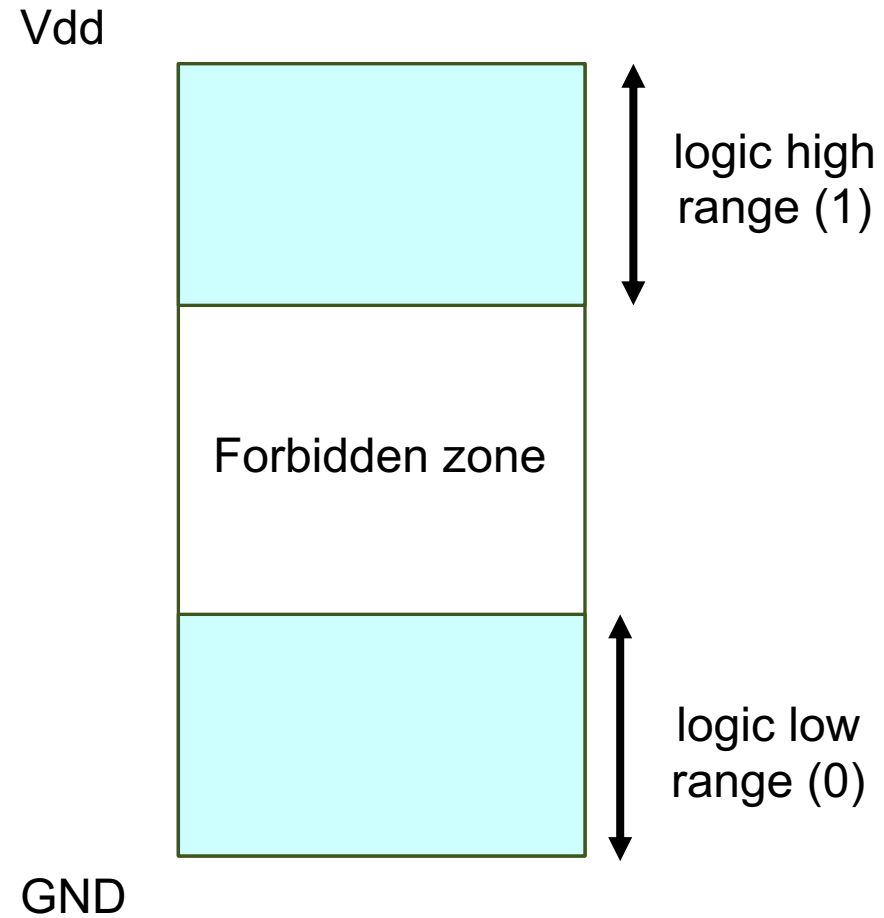 Vdd
logic high
range (1)
Forbidden zone
logic low
range (0)
GND